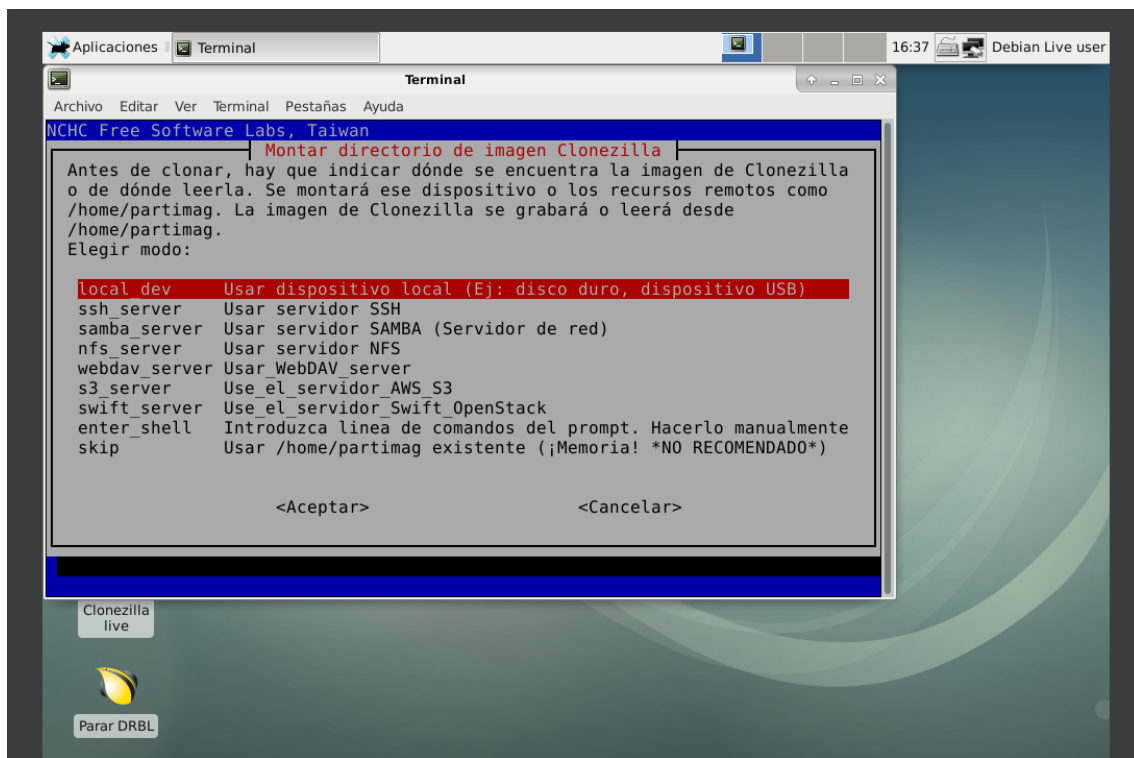 Aplicaciones Terminal 16:37 Debian Live user
Terminal
Archivo Editar Ver Terminal Pestañas Ayuda
NCHC Free Software Labs, Taiwan
Montar directorio de imagen Clonezilla
Antes de clonar, hay que indicar dónde se encuentra la imagen de Clonezilla
o de dónde leerla. Se montará ese dispositivo o los recursos remotos como
/home/partimag. La imagen de Clonezilla se grabará o leerá desde
/home/partimag.
Elegir modo:
local_dev Usar dispositivo local (Ej: disco duro, dispositivo USB)
ssh_server Usar servidor SSH
samba_server Usar servidor SAMBA (Servidor de red)
nfs_server Usar servidor NFS
webdav_server Usar_WebDAV_server
s3_server Use_el_servidor_AWS_S3
swift_server Use_el_servidor_Swift_OpenStack
enter_shell Introduzca linea de comandos del prompt. Hacerlo manualmente
skip Usar /home/partimag existente (¡Memoria! *NO RECOMENDADO*)
<Aceptar> <Cancelar>
Clonezilla
live
Parar DRBL